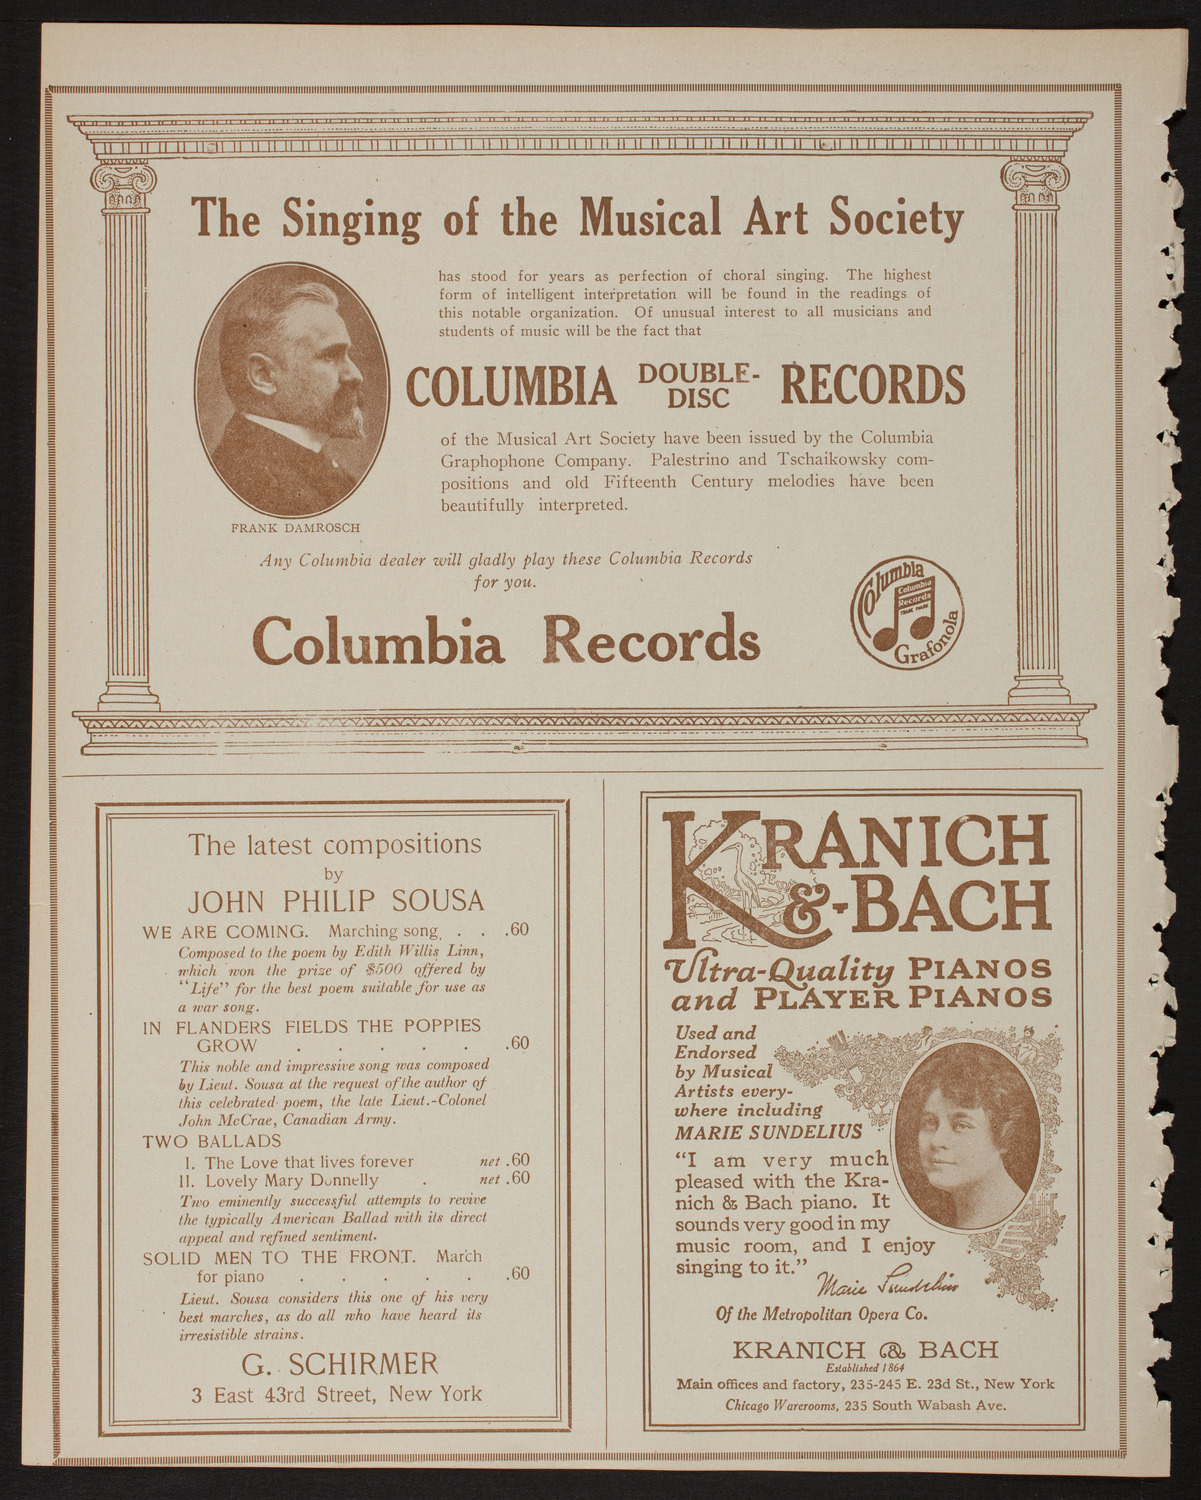 The Singing of the Musical Art Society
has stood for years as perfection of choral singing. The highest
form of intelligent interpretation will be found in the readings of
this notable organization. Of unusual interest to all musicians and
students of music will be the fact that
COLUMBIA DOUBLE-DISC RECORDS
of the Musical Art Society have been issued by the Columbia
Graphophone Company. Palestrino and Tschaikowsky com-
positions and old Fifteenth Century melodies have been
beautifully interpreted.
FRANK DAMROSCH
Any Columbia dealer will gladly play these Columbia Records
for you.
Columbia Records
Columbia
Columbia
Records
TRADE MARK
Grafonola
The latest compositions
by
JOHN PHILIP SOUSA
WE ARE COMING. Marching song . . .60
Composed to the poem by Edith Willis Linn,
which won the prize of $500 offered by
"Life" for the best poem suitable for use as
a war song.
IN FLANDERS FIELDS THE POPPIES
GROW . . . . . .60
This noble and impressive song was composed
by Lieut. Sousa at the request of the author of
this celebrated poem, the late Lieut.-Colonel
John McCrae, Canadian Army.
TWO BALLADS
I. The Love that lives forever net .60
II. Lovely Mary Donnelly . net .60
Two eminently successful attempts to revive
the typically American Ballad with its direct
appeal and refined sentiment.
SOLID MEN TO THE FRONT. March
for piano . . . . . .60
Lieut. Sousa considers this one of his very
best marches, as do all who have heard its
irresistible strains.
G. SCHIRMER
3 East 43rd Street, New York
KRANICH
&-BACH
Ultra-Quality PIANOS
and PLAYER PIANOS
Used and
Endorsed
by Musical
Artists every-
where including
MARIE SUNDELIUS
"I am very much
pleased with the Kra-
nich & Bach piano. It
sounds very good in my
music room, and I enjoy
singing to it."
Marie Sundelius
Of the Metropolitan Opera Co.
KRANICH & BACH
Established 1864
Main offices and factory, 235-245 E. 23d St., New York
Chicago Warerooms, 235 South Wabash Ave.